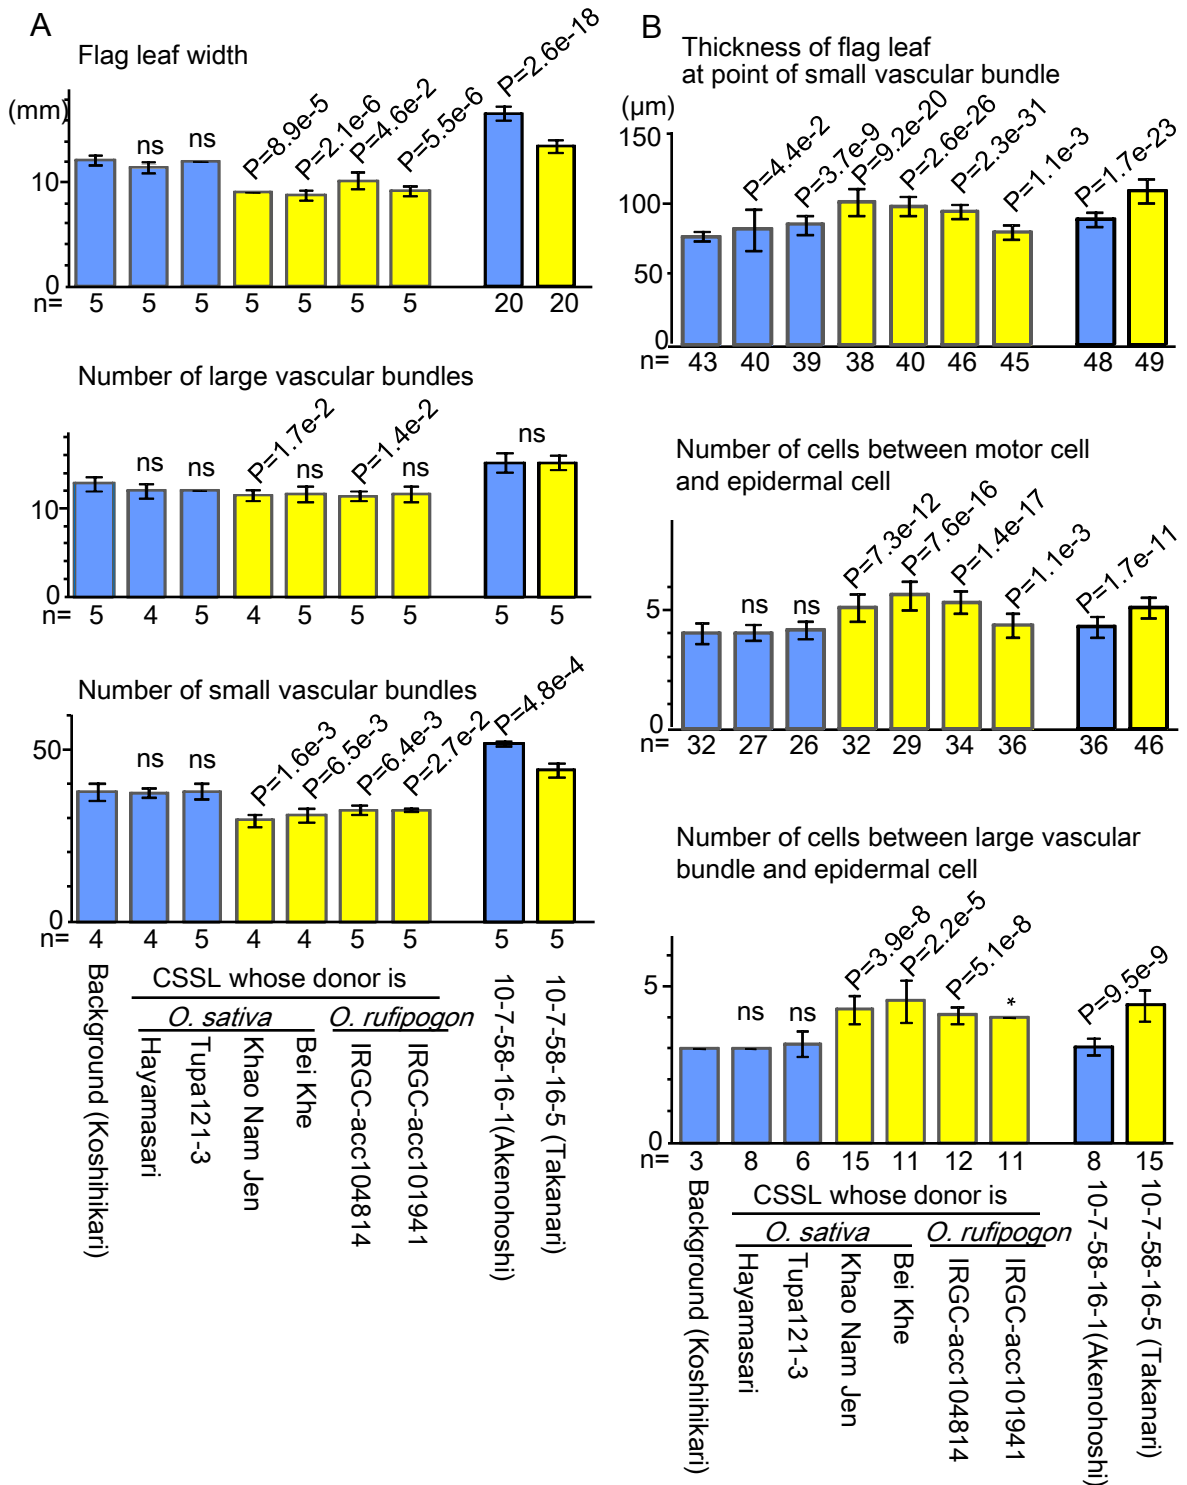 A
Flag leaf width
(mm)
10
0
ns
ns
P=8.9e-5
P=2.1e-6
P=4.6e-2
P=5.5e-6
P=2.6e-18
n= 5 5 5 5 5 5 5 20 20
Number of large vascular bundles
10
0
ns
ns
P=1.7e-2
ns
P=1.4e-2
ns
ns
n= 5 4 5 4 5 5 5 5 5
Number of small vascular bundles
50
0
ns
ns
P=1.6e-3
P=6.5e-3
P=6.4e-3
P=2.7e-2
P=4.8e-4
n= 4 4 5 4 4 5 5 5 5
Background (Koshihikari)
CSSL whose donor is
O. sativa
O. rufipogon
Hayamasari
Tupa121-3
Khao Nam Jen
Bei Khe
IRGC-acc104814
IRGC-acc101941
10-7-58-16-1(Akenohoshi)
10-7-58-16-5 (Takanari)
B
Thickness of flag leaf
at point of small vascular bundle
(µm)
150
100
50
0
P=4.4e-2
P=3.7e-9
P=9.2e-20
P=2.6e-26
P=2.3e-31
P=1.1e-3
P=1.7e-23
n= 43 40 39 38 40 46 45 48 49
Number of cells between motor cell
and epidermal cell
5
0
ns
ns
P=7.3e-12
P=7.6e-16
P=1.4e-17
P=1.1e-3
P=1.7e-11
n= 32 27 26 32 29 34 36 36 46
Number of cells between large vascular
bundle and epidermal cell
5
0
ns
ns
P=3.9e-8
P=2.2e-5
P=5.1e-8
*
P=9.5e-9
n= 3 8 6 15 11 12 11 8 15
Background (Koshihikari)
CSSL whose donor is
O. sativa
O. rufipogon
Hayamasari
Tupa121-3
Khao Nam Jen
Bei Khe
IRGC-acc104814
IRGC-acc101941
10-7-58-16-1(Akenohoshi)
10-7-58-16-5 (Takanari)